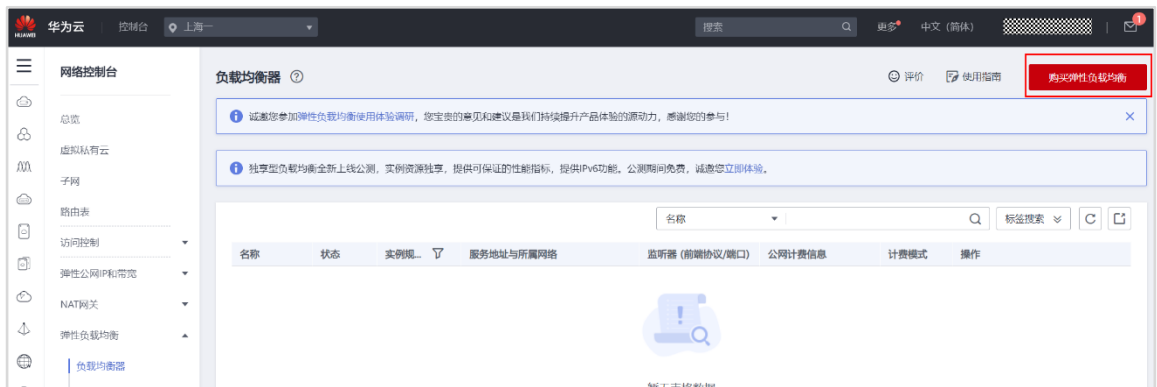 HUAWEI 华为云 控制台 上海一 搜索 更多 中文 (简体) 1
网络控制台
负载均衡器 评价 使用指南 购买弹性负载均衡
诚邀您参加弹性负载均衡使用体验调研，您宝贵的意见和建议是我们持续提升产品体验的源动力，感谢您的参与！
总览
虚拟私有云
独享型负载均衡全新上线公测，实例资源独享，提供可保证的性能指标，提供IPv6功能。公测期间免费，诚邀您立即体验。
子网
路由表
名称 标签搜索
访问控制
名称 状态 实例规... 服务地址与所属网络 监听器 (前端协议/端口) 公网计费信息 计费模式 操作
弹性公网IP和带宽
NAT网关
弹性负载均衡
负载均衡器
暂无表格数据